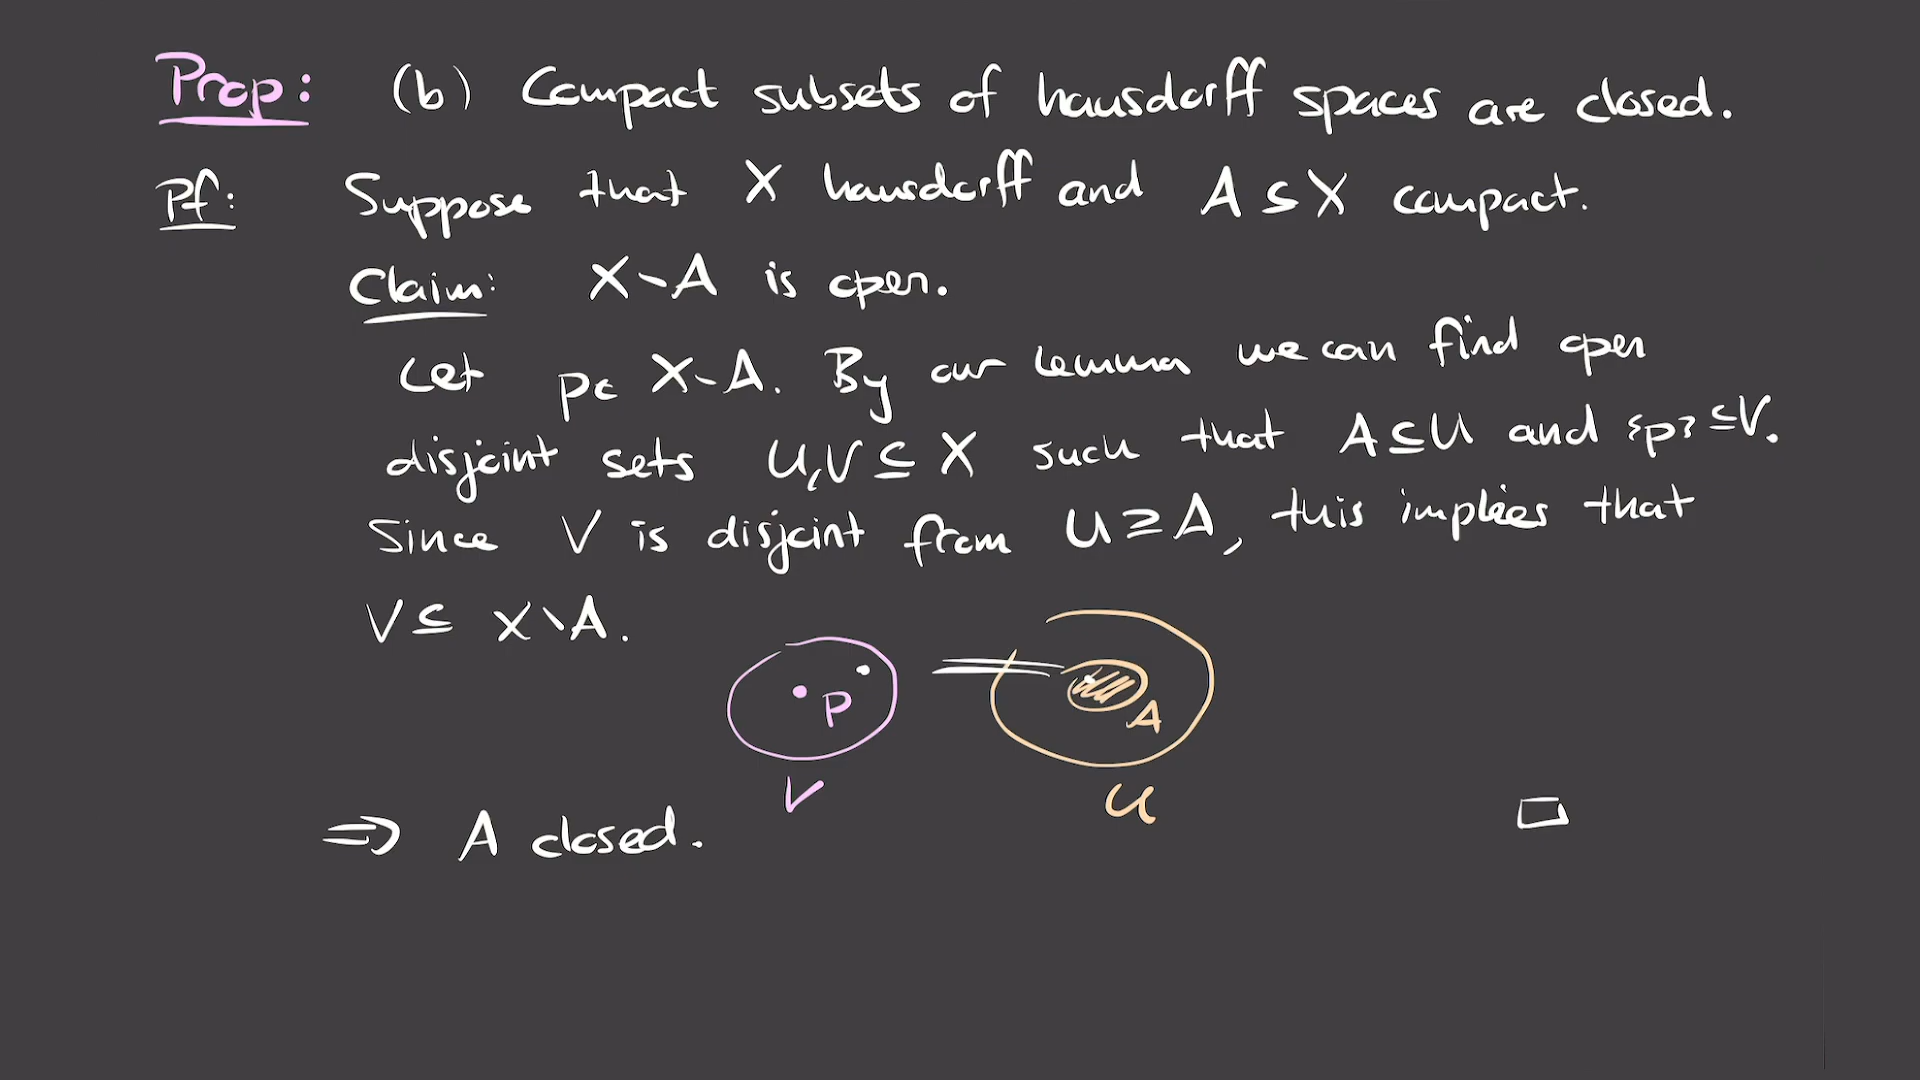 Prop: (b) Compact subsets of hausdorff spaces are closed.
Pf: Suppose that X hausdorff and A ⊆ X compact.
Claim: X∖A is open.
Let p∈ X∖A. By our lemma we can find open
disjoint sets U,V ⊆ X such that A⊆U and {p}⊆V.
Since V is disjoint from U⊇A, this implies that
V⊆ X∖A.
P
A
V
U
⇒ A closed. □